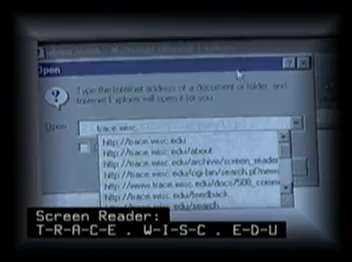 Open
Type the Internet address of a document or folder, and
Internet Explorer will open it for you.
Open:
trace.wisc
http://trace.wisc.edu
http://trace.wisc.edu/about
http://trace.wisc.edu/archive/screen_reader
http://trace.wisc.edu/cgi-bin/search.pl?news
http://www.trace.wisc.edu/docs/508_comm
http://trace.wisc.edu/feedback
http://trace.wisc.edu/search
Screen Reader:
T-R-A-C-E . W-I-S-C . E-D-U